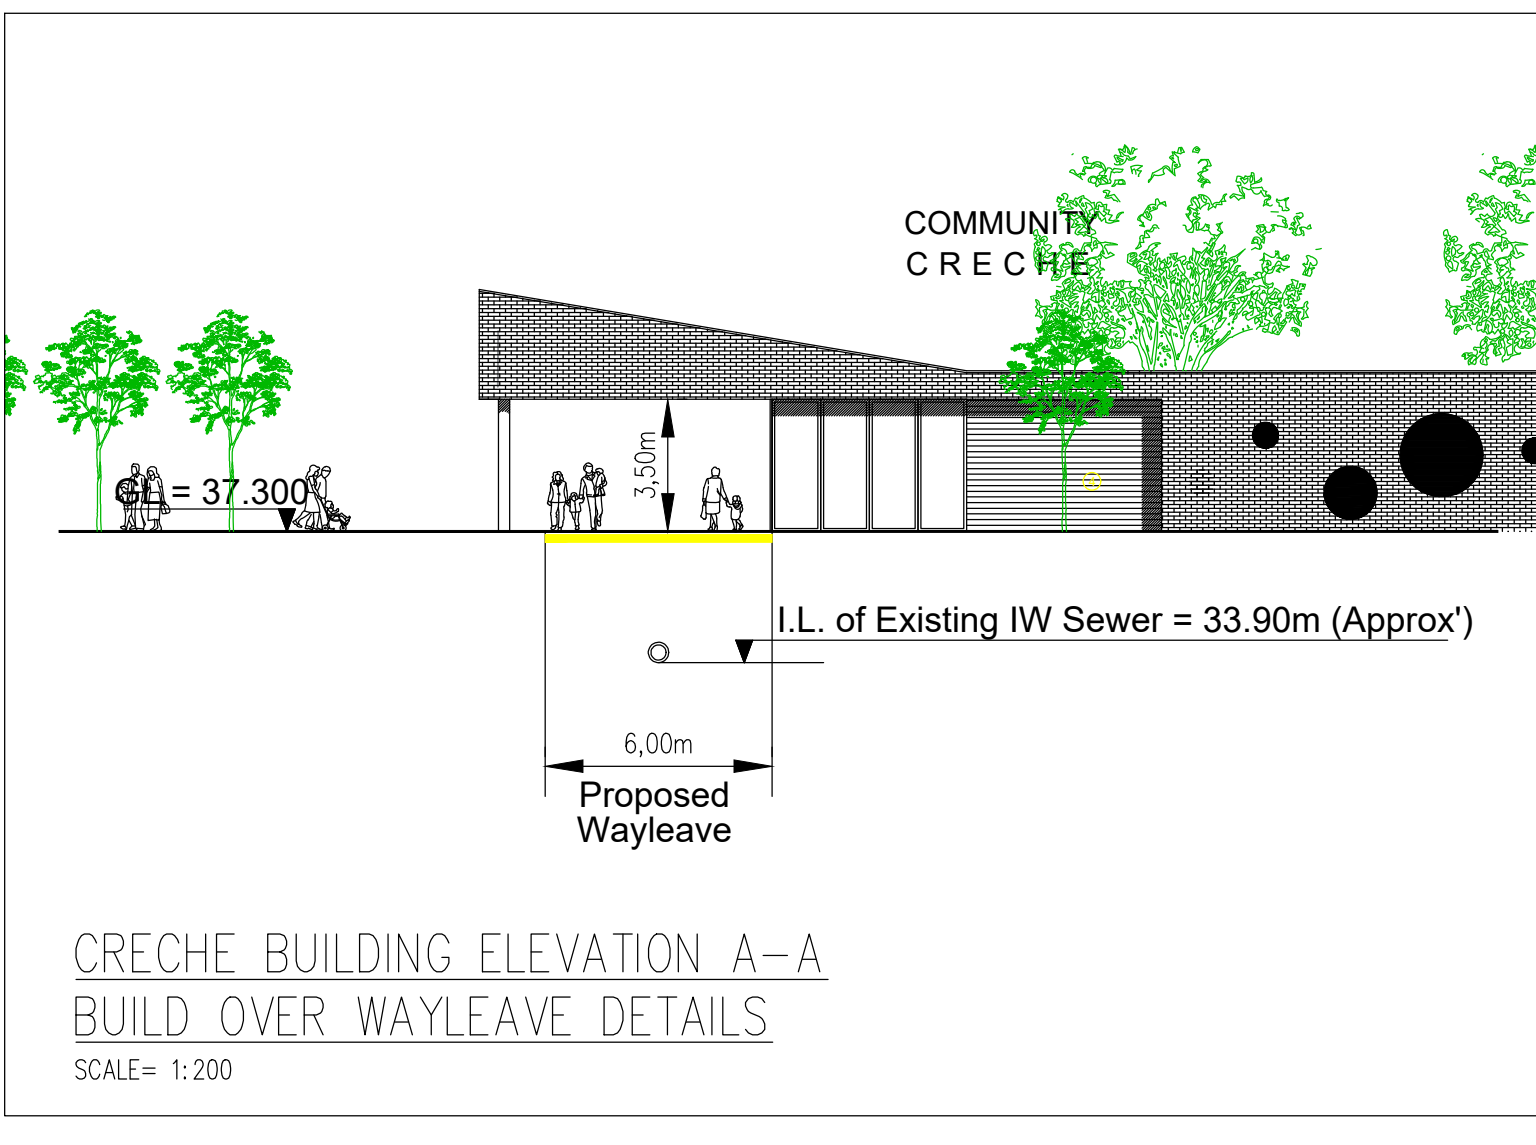 COMMUNITY
CRECHE
GL = 37.300
3,50m
I.L. of Existing IW Sewer = 33.90m (Approx')
6,00m
Proposed
Wayleave
CRECHE BUILDING ELEVATION A-A
BUILD OVER WAYLEAVE DETAILS
SCALE= 1:200